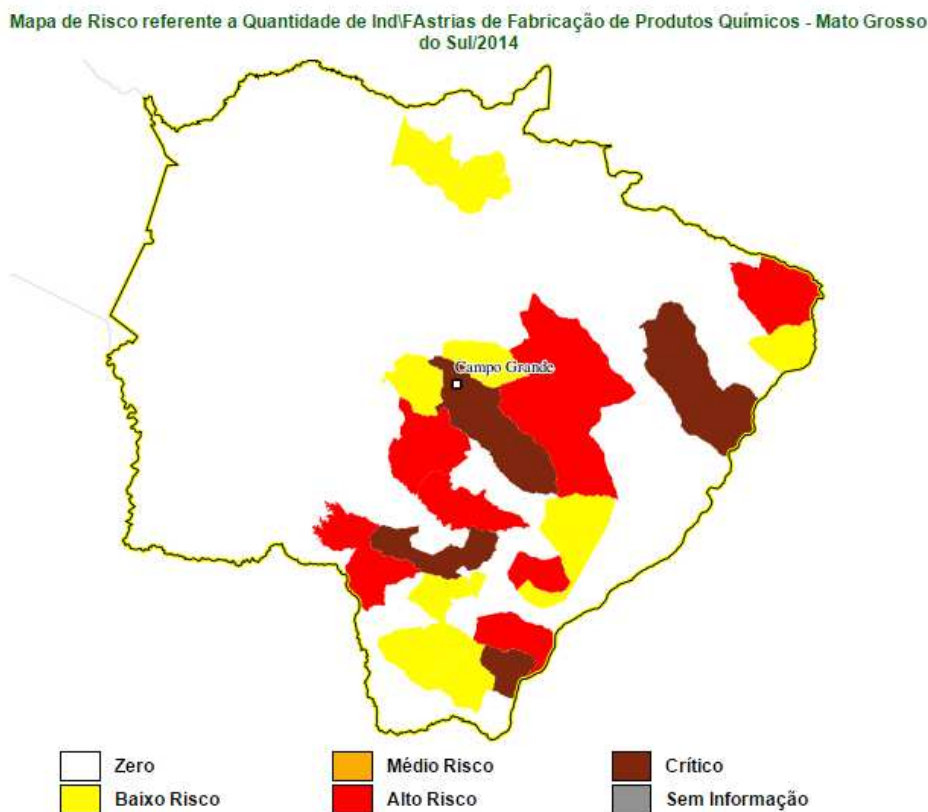 Mapa de Risco referente a Quantidade de Ind\FAstrias de Fabricação de Produtos Químicos - Mato Grosso
do Sul/2014
Campo Grande
Zero
Médio Risco
Crítico
Baixo Risco
Alto Risco
Sem Informação